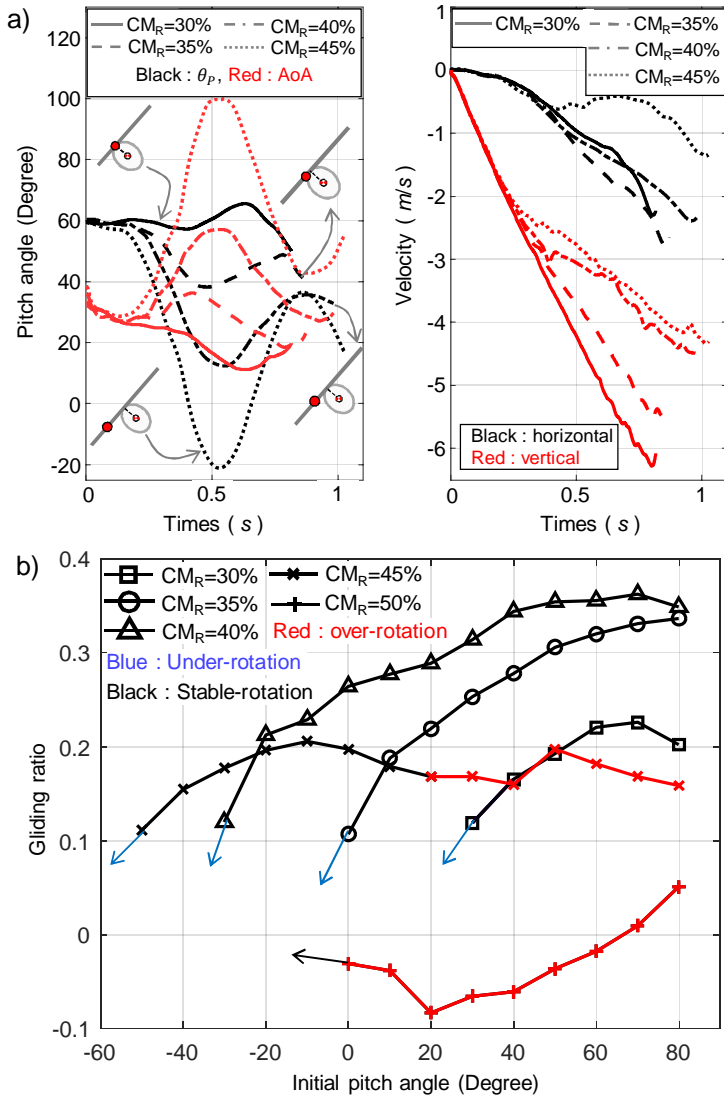 a)
CM_R=30%
CM_R=40%
CM_R=35%
CM_R=45%
Black : θ_P, Red : AoA
Pitch angle (Degree)
120
100
80
60
40
20
0
-20
0
0.5
1
Times ( s )
CM_R=30%
CM_R=35%
CM_R=40%
CM_R=45%
Velocity ( m/s )
0
-1
-2
-3
-4
-5
-6
Black : horizontal
Red : vertical
0
0.5
1
Times ( s )
b)
CM_R=30%
CM_R=45%
CM_R=35%
CM_R=50%
CM_R=40%
Red : over-rotation
Blue : Under-rotation
Black : Stable-rotation
Gliding ratio
0.4
0.3
0.2
0.1
0
-0.1
-60
-40
-20
0
20
40
60
80
Initial pitch angle (Degree)